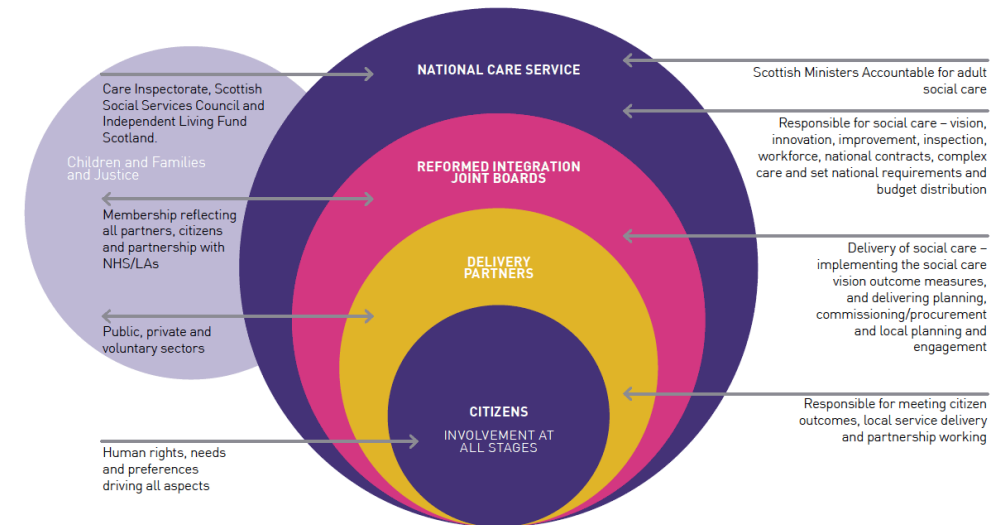 NATIONAL CARE SERVICE
Care Inspectorate, Scottish
Social Services Council and
Independent Living Fund
Scotland.
Children and Families
and Justice
Membership reflecting
all partners, citizens
and partnership with
NHS/LAs
Public, private and
voluntary sectors
Human rights, needs
and preferences
driving all aspects
REFORMED INTEGRATION
JOINT BOARDS
DELIVERY
PARTNERS
CITIZENS
INVOLVEMENT AT
ALL STAGES
Scottish Ministers Accountable for adult
social care
Responsible for social care – vision,
innovation, improvement, inspection,
workforce, national contracts, complex
care and set national requirements and
budget distribution
Delivery of social care –
implementing the social care
vision outcome measures,
and delivering planning,
commissioning/procurement
and local planning and
engagement
Responsible for meeting citizen
outcomes, local service delivery
and partnership working